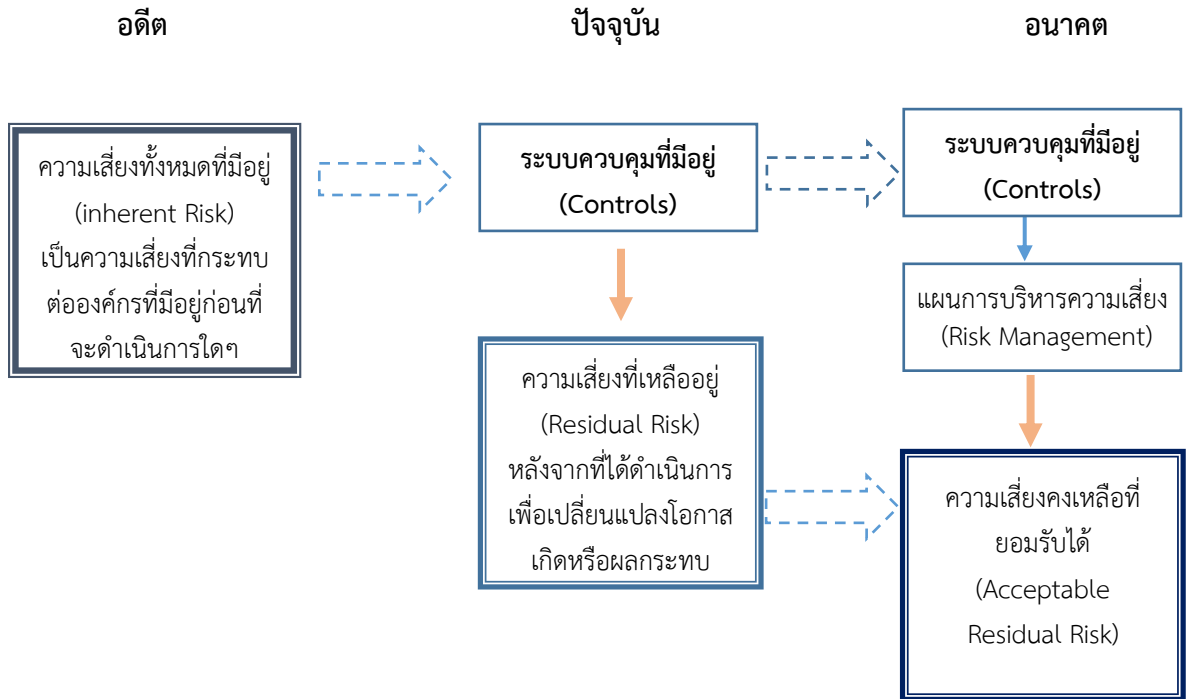 อดีต
ปัจจุบัน
อนาคต
ความเสี่ยงทั้งหมดที่มีอยู่
(inherent Risk)
เป็นความเสี่ยงที่กระทบ
ต่อองค์กรที่มีอยู่ก่อนที่
จะดำเนินการใดๆ
ระบบควบคุมที่มีอยู่
(Controls)
ความเสี่ยงที่เหลืออยู่
(Residual Risk)
หลังจากที่ได้ดำเนินการ
เพื่อเปลี่ยนแปลงโอกาส
เกิดหรือผลกระทบ
ระบบควบคุมที่มีอยู่
(Controls)
แผนการบริหารความเสี่ยง
(Risk Management)
ความเสี่ยงคงเหลือที่
ยอมรับได้
(Acceptable
Residual Risk)